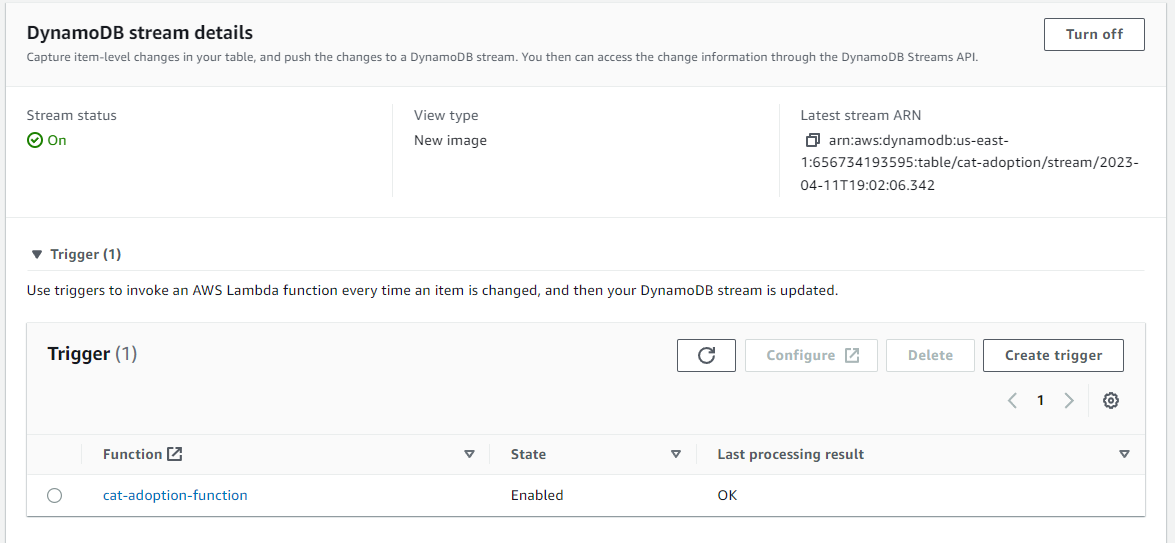 DynamoDB stream details
Turn off
Capture item-level changes in your table, and push the changes to a DynamoDB stream. You then can access the change information through the DynamoDB Streams API.
Stream status
On
View type
New image
Latest stream ARN
arn:aws:dynamodb:us-east-
1:656734193595:table/cat-adoption/stream/2023-
04-11T19:02:06.342
Trigger (1)
Use triggers to invoke an AWS Lambda function every time an item is changed, and then your DynamoDB stream is updated.
Trigger (1)
Configure
Delete
Create trigger
1
Function
State
Last processing result
cat-adoption-function
Enabled
OK